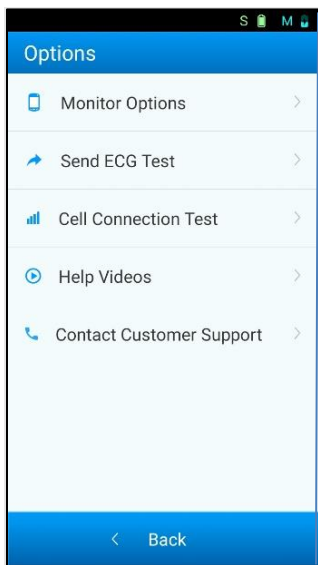 S M
Options
Monitor Options
Send ECG Test
Cell Connection Test
Help Videos
Contact Customer Support
Back